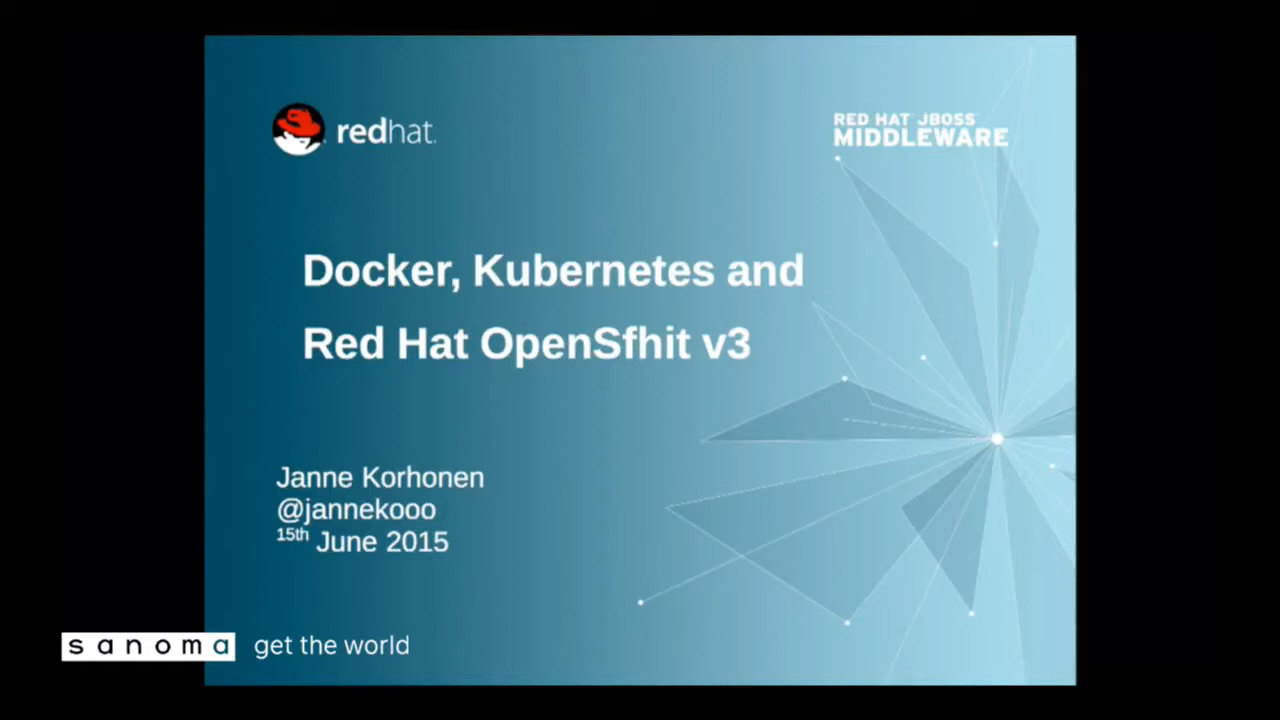 redhat.
RED HAT JBOSS
MIDDLEWARE
Docker, Kubernetes and
Red Hat OpenSfhit v3
Janne Korhonen
@jannekooo
15th June 2015
sanoma get the world